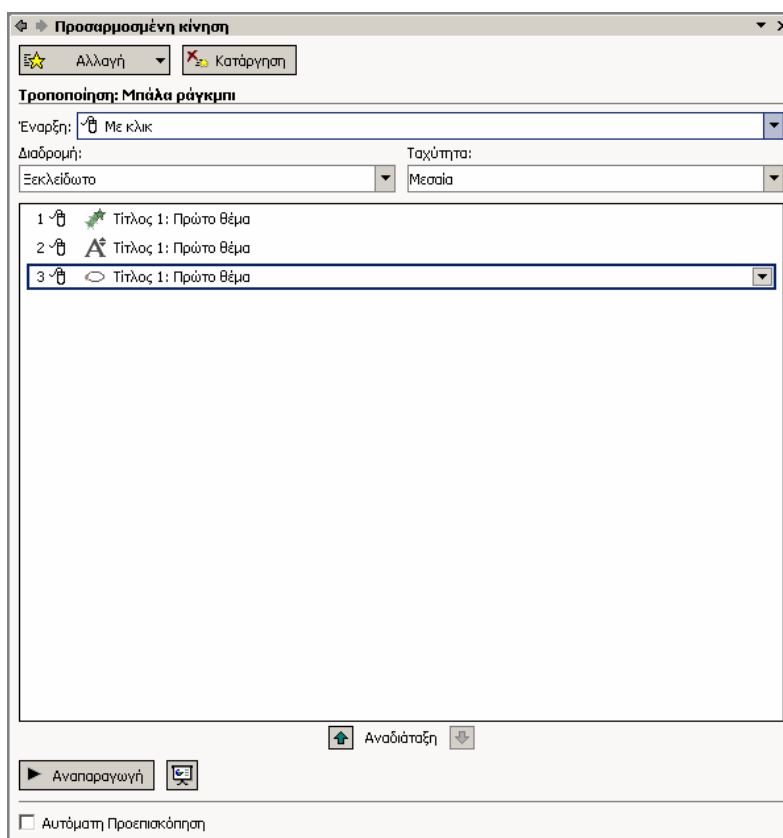 Προσαρμοσμένη κίνηση
Αλλαγή Κατάργηση
Τροποποίηση: Μπάλα ράγκμπι
Έναρξη: Με κλικ
Διαδρομή: Ταχύτητα:
Ξεκλείδωτο Μεσαία
1 Τίτλος 1: Πρώτο θέμα
2 Τίτλος 1: Πρώτο θέμα
3 Τίτλος 1: Πρώτο θέμα
Αναδιάταξη
Αναπαραγωγή
Αυτόματη Προεπισκόπηση